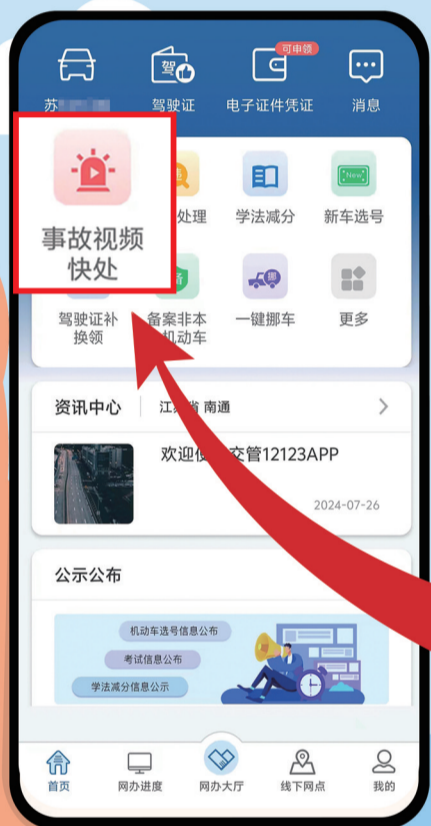 驾
可申领
苏
驾驶证
电子证件凭证
消息
事故视频
快处
处理
学法减分
New
新车选号
驾驶证补
换领
备案非本
机动车
挪
一键挪车
更多
资讯中心
江
省 南通
欢迎使
交管12123APP
2024-07-26
公示公布
机动车选号信息公布
考试信息公布
学法减分信息公示
首页
网办进度
网办大厅
线下网点
我的